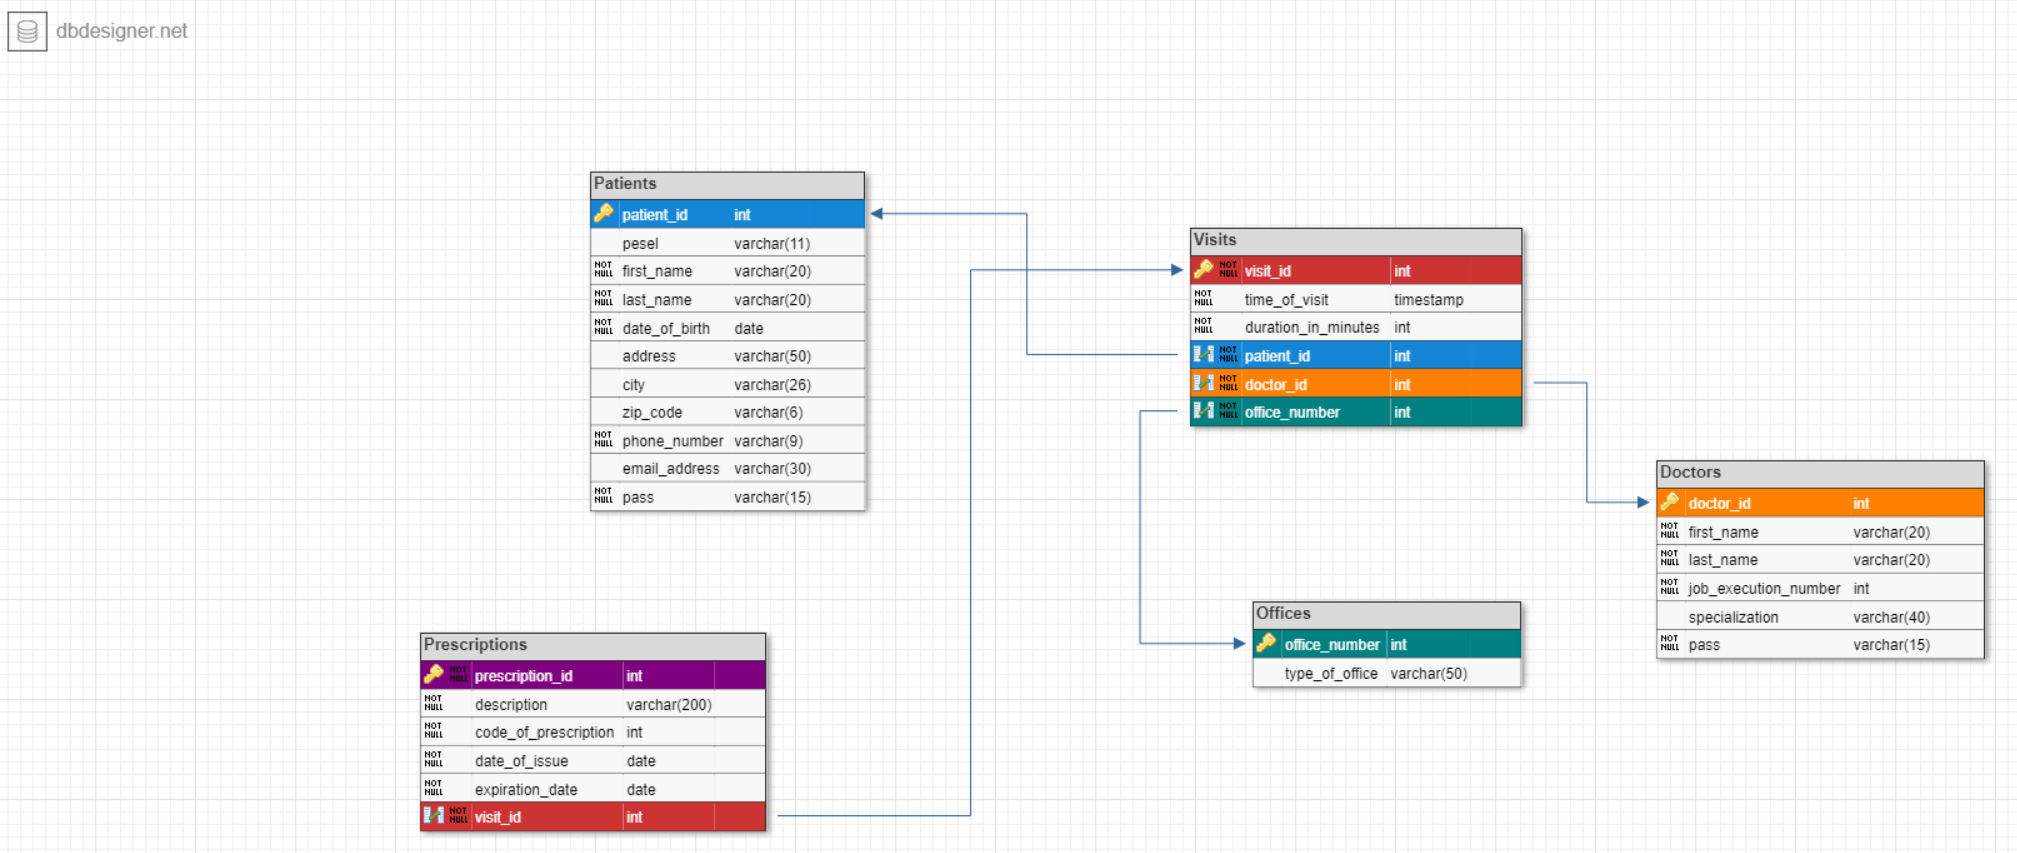 dbdesigner.net
Patients
patient_id int
pesel varchar(11)
NOT NULL first_name varchar(20)
NOT NULL last_name varchar(20)
NOT NULL date_of_birth date
address varchar(50)
city varchar(26)
zip_code varchar(6)
NOT NULL phone_number varchar(9)
email_address varchar(30)
NOT NULL pass varchar(15)
Visits
NOT NULL visit_id int
NOT NULL time_of_visit timestamp
NOT NULL duration_in_minutes int
NOT NULL patient_id int
NOT NULL doctor_id int
NOT NULL office_number int
Doctors
doctor_id int
NOT NULL first_name varchar(20)
NOT NULL last_name varchar(20)
NOT NULL job_execution_number int
specialization varchar(40)
NOT NULL pass varchar(15)
Offices
office_number int
type_of_office varchar(50)
Prescriptions
NOT NULL prescription_id int
NOT NULL description varchar(200)
NOT NULL code_of_prescription int
NOT NULL date_of_issue date
NOT NULL expiration_date date
NOT NULL visit_id int